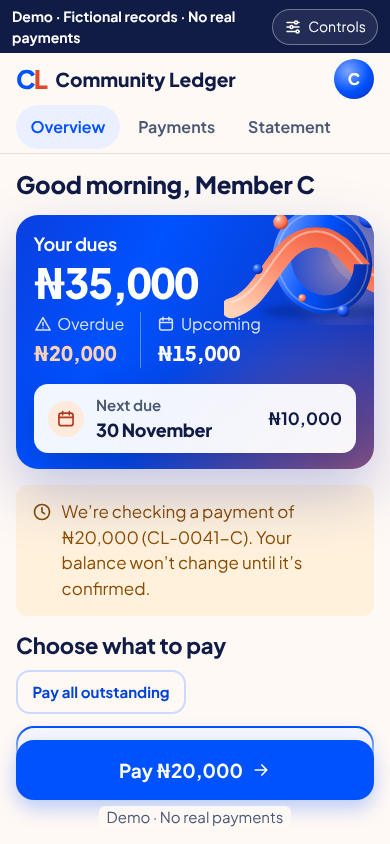 Demo · Fictional records · No real
payments
Controls
CL Community Ledger
C
Overview Payments Statement
Good morning, Member C
Your dues
₦35,000
Overdue Upcoming
₦20,000 ₦15,000
Next due
30 November
₦10,000
We’re checking a payment of
₦20,000 (CL-0041–C). Your
balance won’t change until it’s
confirmed.
Choose what to pay
Pay all outstanding
Pay ₦20,000 →
Demo · No real payments